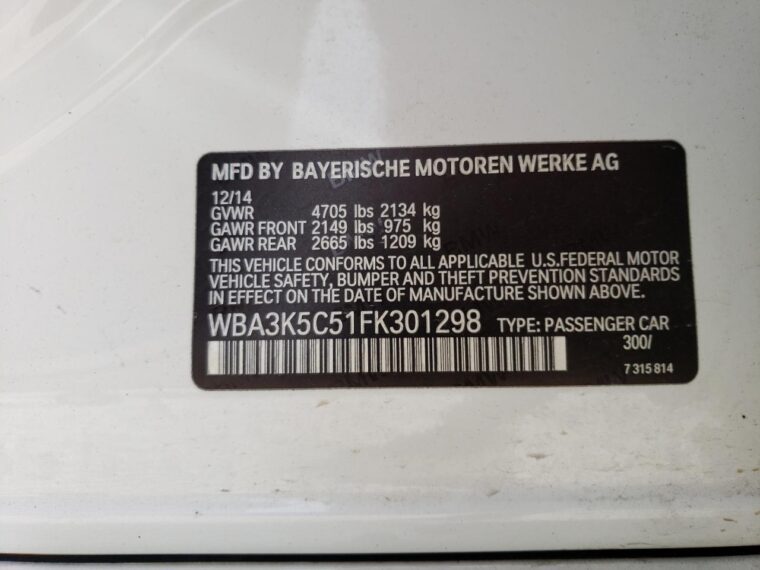 MFD BY BAYERISCHE MOTOREN WERKE AG
12/14
GVWR 4705 lbs 2134 kg
GAWR FRONT 2149 lbs 975 kg
GAWR REAR 2665 lbs 1209 kg
THIS VEHICLE CONFORMS TO ALL APPLICABLE U.S.FEDERAL MOTOR
VEHICLE SAFETY, BUMPER AND THEFT PREVENTION STANDARDS
IN EFFECT ON THE DATE OF MANUFACTURE SHOWN ABOVE.
WBA3K5C51FK301298 TYPE: PASSENGER CAR
300/
7 315 814